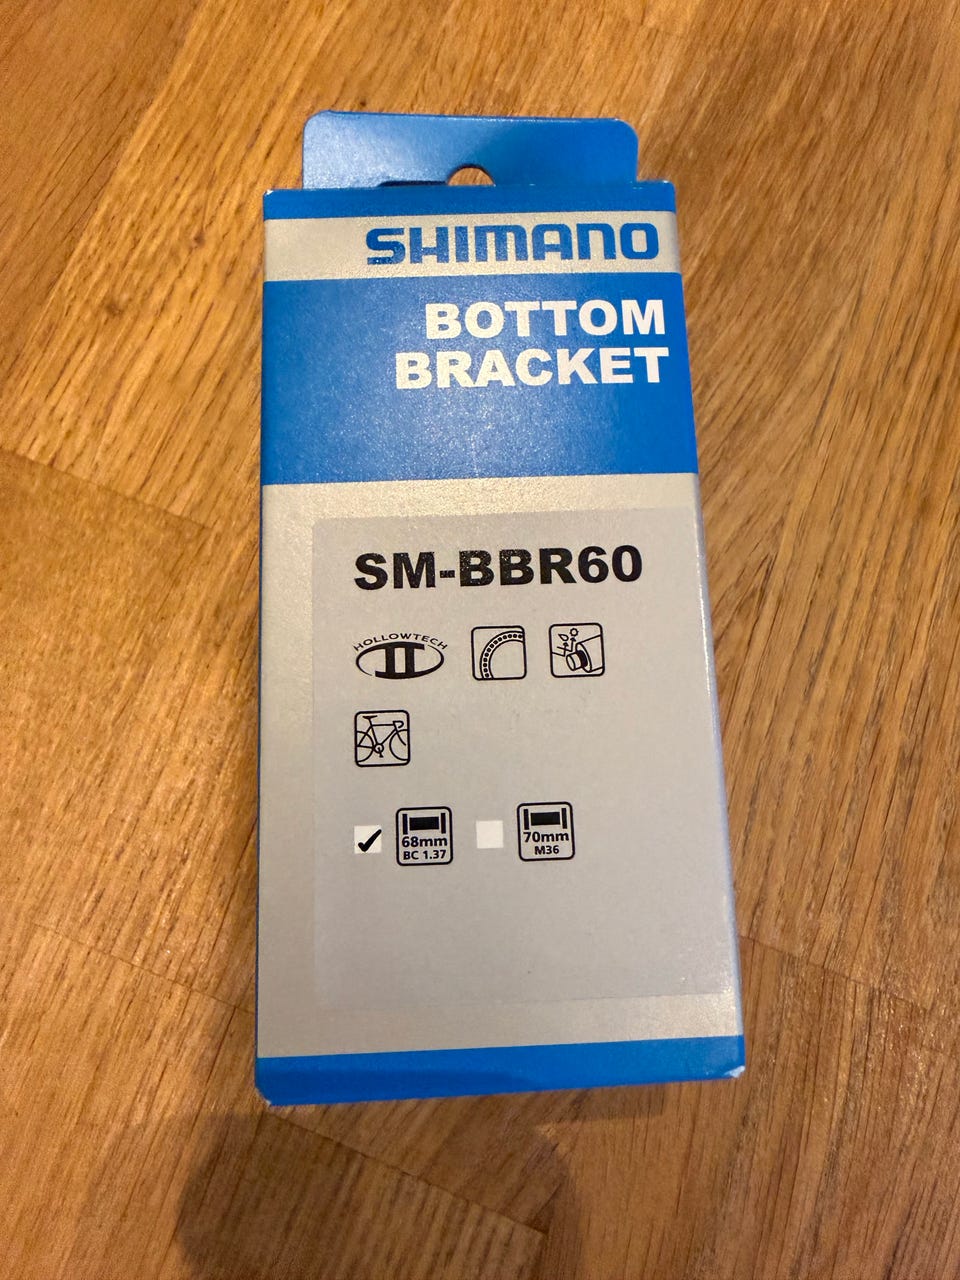 SHIMANO
BOTTOM
BRACKET
SM-BBR60
HOLLOWTECH
II
68mm
BC 1.37
70mm
M36